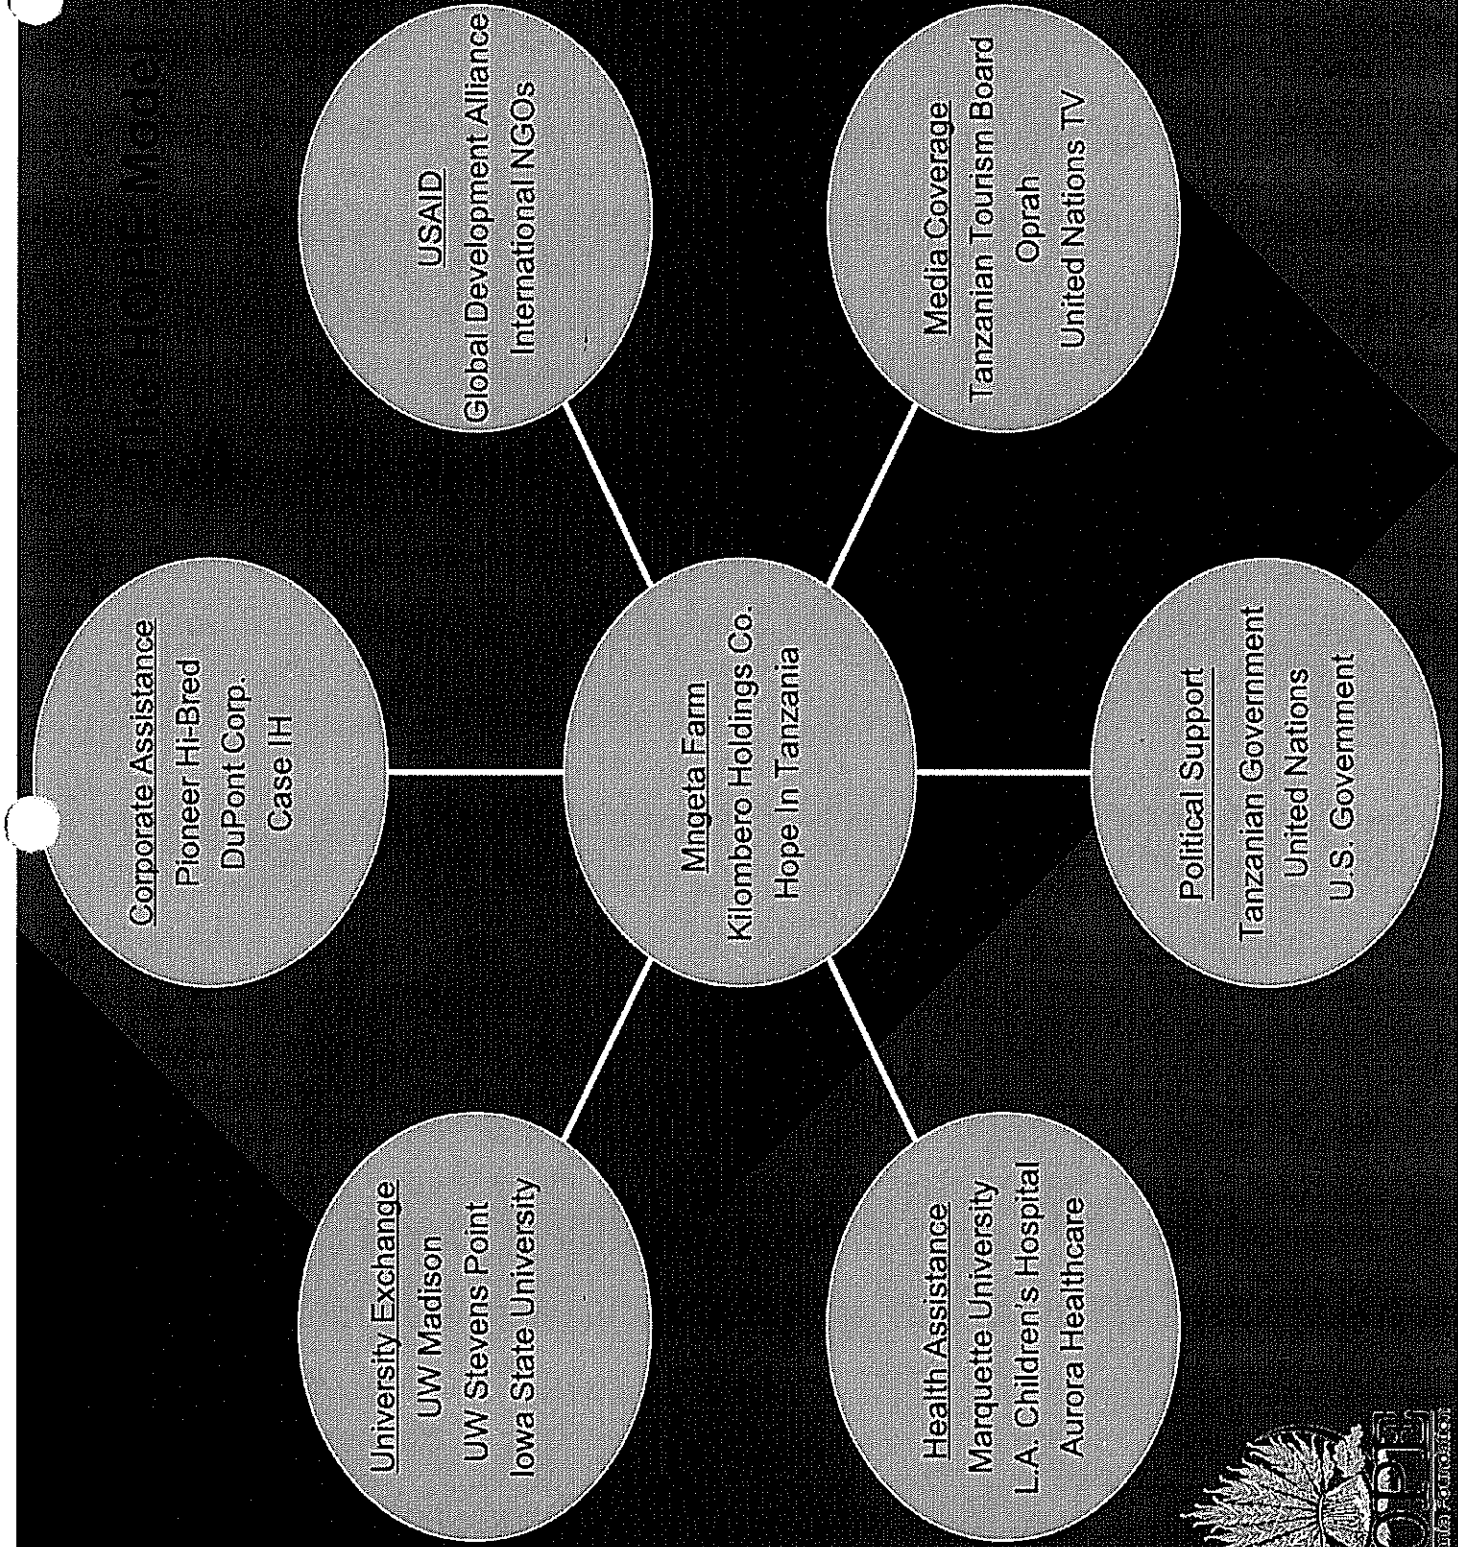 The HOPE Model
Corporate Assistance
Pioneer Hi-Bred
DuPont Corp.
Case IH
University Exchange
UW Madison
UW Stevens Point
Iowa State University
USAID
Global Development Alliance
International NGOs
Mngeta Farm
Kilombero Holdings Co.
Hope In Tanzania
Health Assistance
Marquette University
L.A. Children's Hospital
Aurora Healthcare
Media Coverage
Tanzanian Tourism Board
Oprah
United Nations TV
Political Support
Tanzanian Government
United Nations
U.S. Government